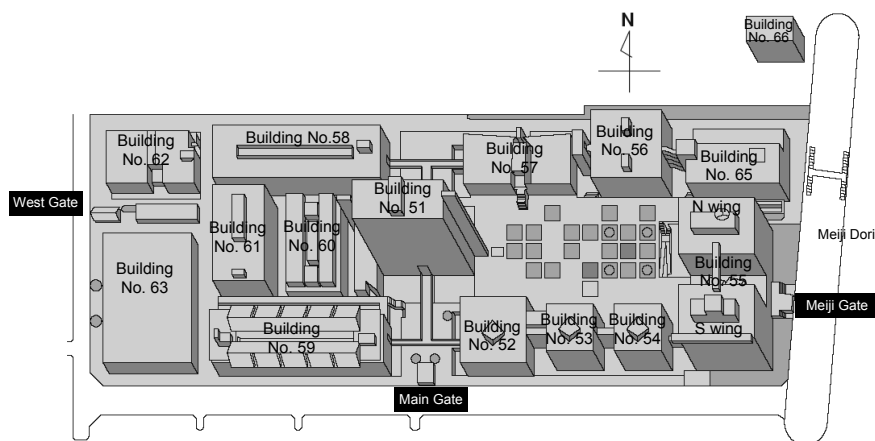 N
Building
No. 66
Building
No. 62
Building No.58
Building
No. 57
Building
No. 56
Building
No. 65
West Gate
Building
No. 51
Building
No. 61
Building
No. 60
N wing
Building
No. 55
S wing
Meiji Dori
Building
No. 63
Meiji Gate
Building
No. 59
Building
No. 52
Building
No. 53
Building
No. 54
Main Gate